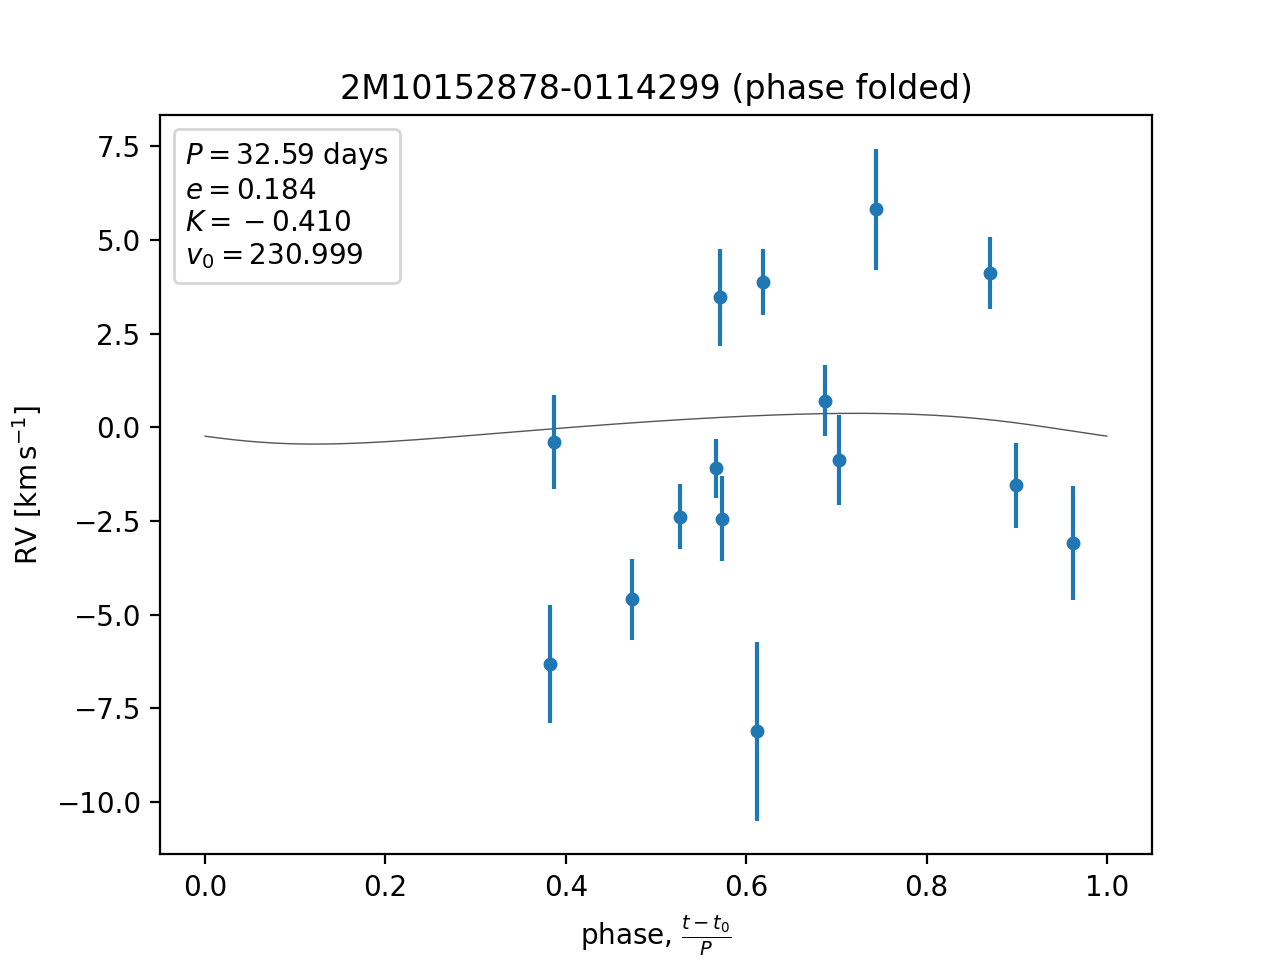 2M10152878-0114299 (phase folded)
P = 32.59 days
e = 0.184
K = −0.410
v₀ = 230.999
7.5
5.0
2.5
0.0
−2.5
−5.0
−7.5
−10.0
RV [km s⁻¹]
0.0 0.2 0.4 0.6 0.8 1.0
phase, (t − t₀)/P